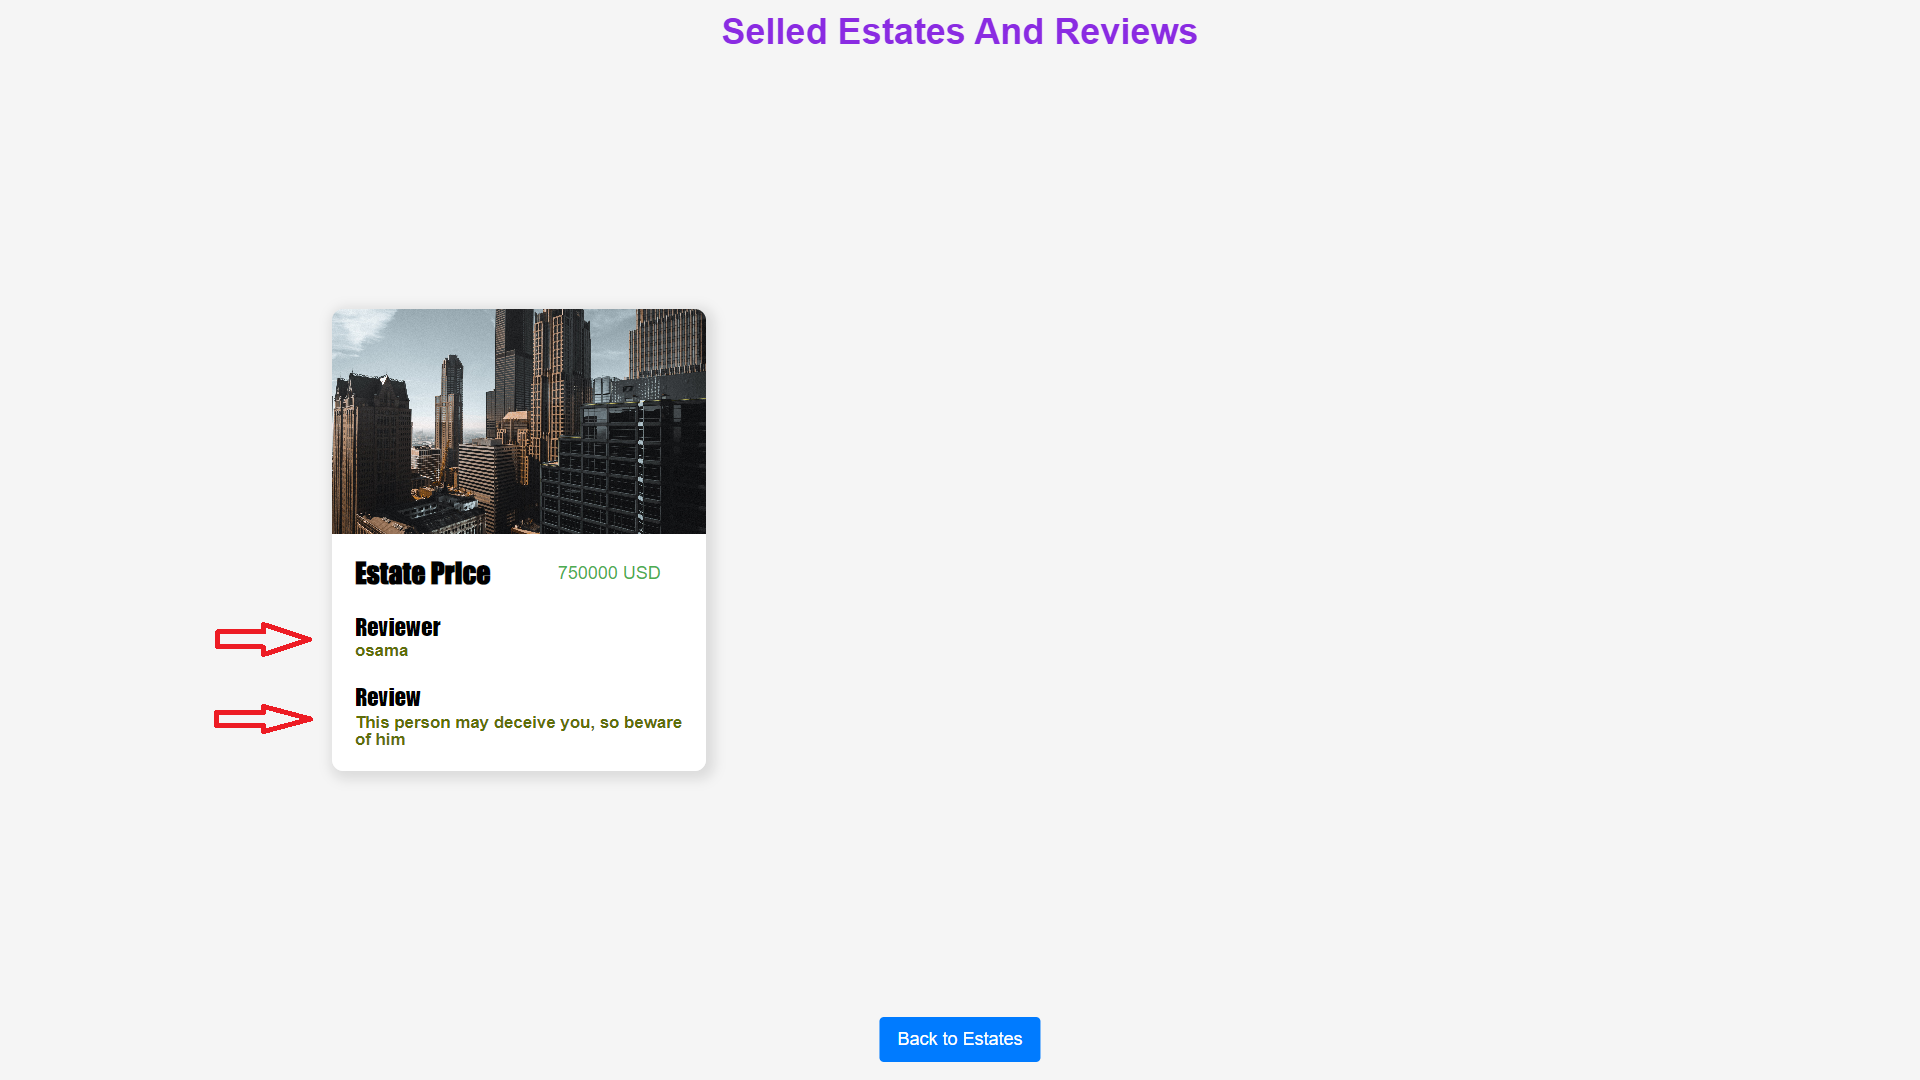 Selled Estates And Reviews
Estate Price
750000 USD
Reviewer
osama
Review
This person may deceive you, so beware
of him
Back to Estates